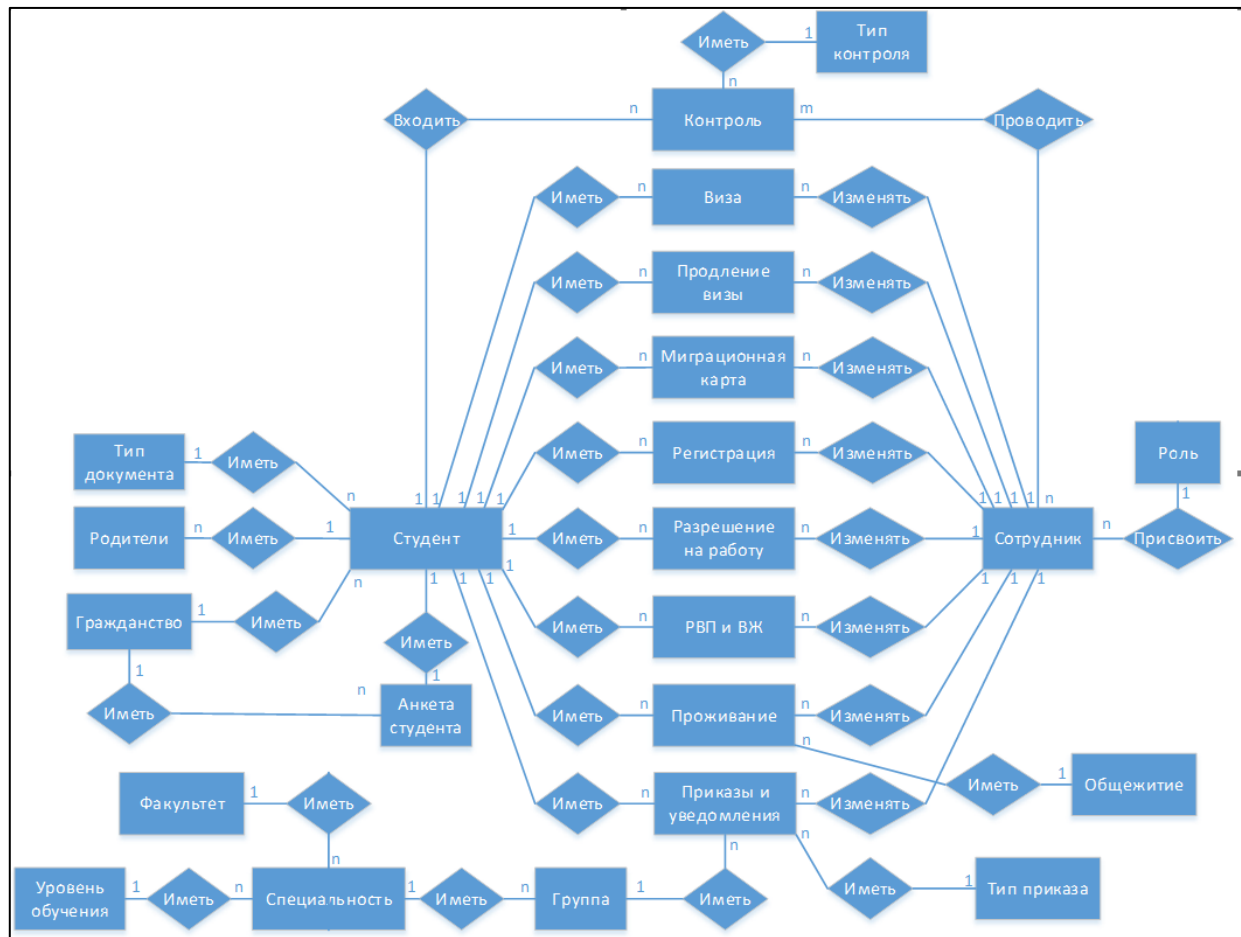 Иметь
1
Тип
контроля
n
Входить
n
Контроль
m
Проводить
Иметь
n
Виза
n
Изменять
Иметь
n
Продление
визы
n
Изменять
Иметь
n
Миграционная
карта
n
Изменять
Тип
документа
1
Иметь
n
Иметь
n
Регистрация
n
Изменять
Роль
1
1 1 1 1 1 1
1 1 1 1 n
Родители
n
Иметь
1
Студент
1
Иметь
n
Разрешение
на работу
n
Изменять
1
Сотрудник
n
Присвоить
Гражданство
1
Иметь
n
1 1 1 1
Иметь
n
РВП и ВЖ
n
Изменять
1 1 1
1
Иметь
n
Иметь
1
Анкета
студента
Иметь
n
Проживание
n
Изменять
n
Иметь
1
Общежитие
Факультет
1
Иметь
n
Иметь
n
Приказы и
уведомления
n
Изменять
n
Иметь
1
Тип приказа
Уровень
обучения
1
Иметь
n
Специальность
1
Иметь
n
Группа
1
Иметь
n